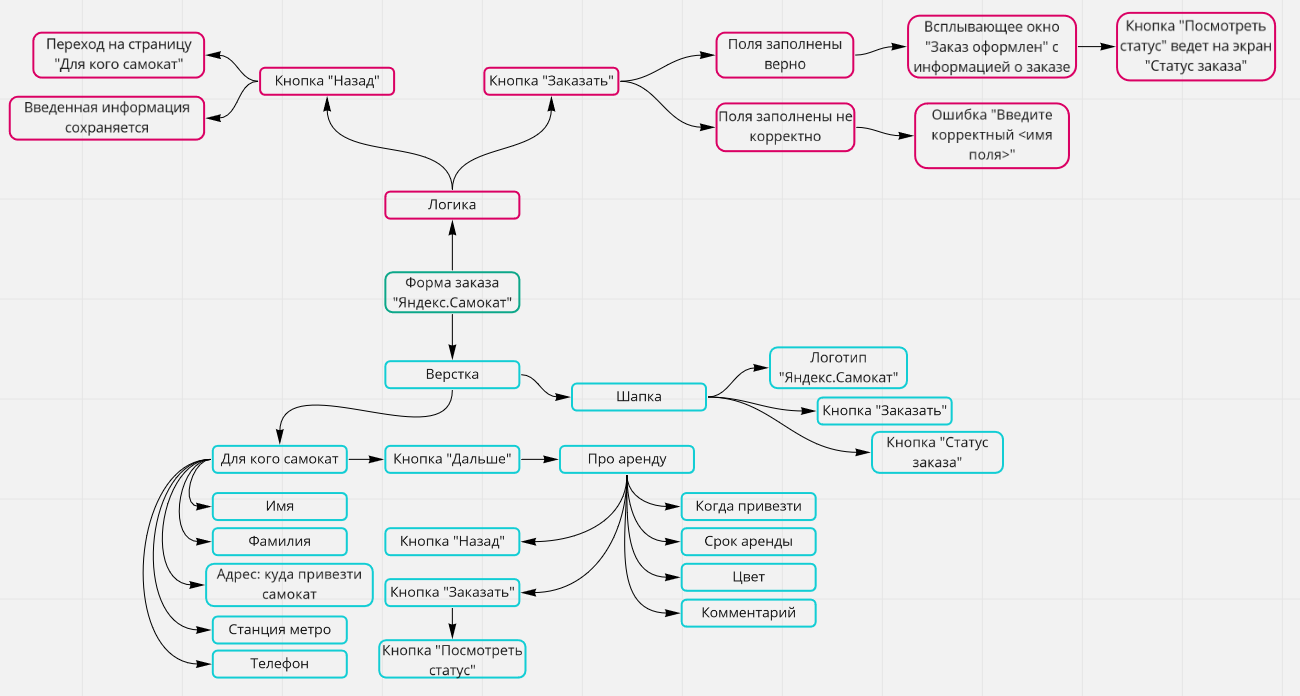 Переход на страницу
"Для кого самокат"
Введенная информация
сохраняется
Кнопка "Назад"
Кнопка "Заказать"
Поля заполнены
верно
Всплывающее окно
"Заказ оформлен" с
информацией о заказе
Кнопка "Посмотреть
статус" ведет на экран
"Статус заказа"
Поля заполнены не
корректно
Ошибка "Введите
корректный <имя
поля>"
Логика
Форма заказа
"Яндекс.Самокат"
Верстка
Шапка
Логотип
"Яндекс.Самокат"
Кнопка "Заказать"
Кнопка "Статус
заказа"
Для кого самокат
Кнопка "Дальше"
Про аренду
Имя
Фамилия
Адрес: куда привезти
самокат
Станция метро
Телефон
Кнопка "Назад"
Кнопка "Заказать"
Кнопка "Посмотреть
статус"
Когда привезти
Срок аренды
Цвет
Комментарий